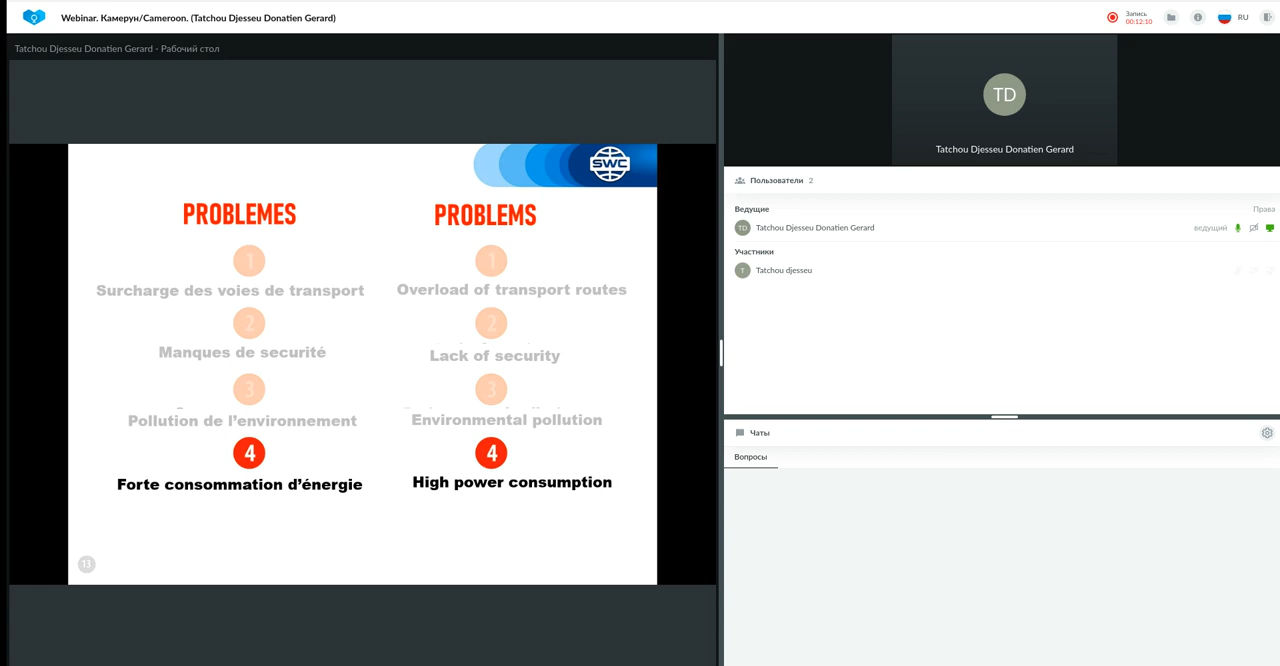 Webinar. Камерун/Cameroon. (Tatchou Djesseu Donatien Gerard)
Запись
00:12:10
RU
Tatchou Djesseu Donatien Gerard - Рабочий стол
SWC
PROBLEMES
PROBLEMS
1
Surcharge des voies de transport
1
Overload of transport routes
2
Manques de securité
2
Lack of security
3
Pollution de l’environnement
3
Environmental pollution
4
Forte consommation d’énergie
4
High power consumption
13
TD
Tatchou Djesseu Donatien Gerard
Пользователи 2
Ведущие Права
TD Tatchou Djesseu Donatien Gerard ведущий
Участники
T Tatchou djesseu
Чаты
Вопросы